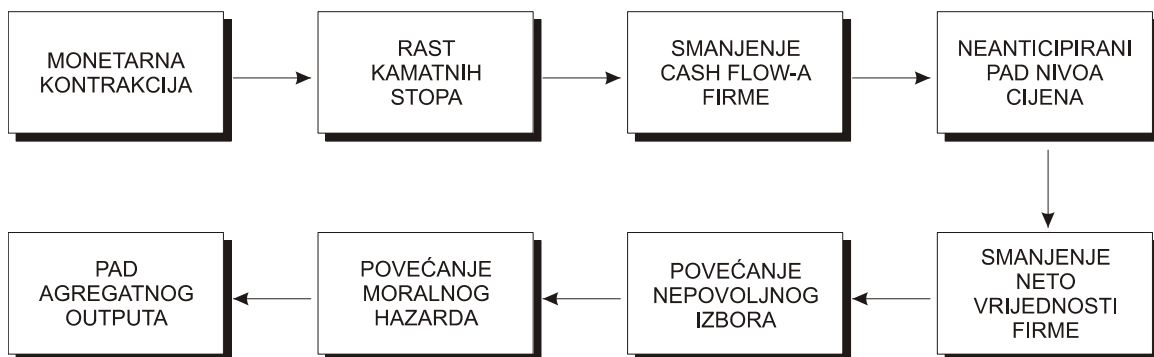 MONETARNA
KONTRAKCIJA
RAST
KAMATNIH
STOPA
SMANJENJE
CASH FLOW-A
FIRME
NEANTICIPIRANI
PAD NIVOA
CIJENA
SMANJENJE
NETO
VRIJEDNOSTI
FIRME
POVEĆANJE
NEPOVOLJNOG
IZBORA
POVEĆANJE
MORALNOG
HAZARDA
PAD
AGREGATNOG
OUTPUTA